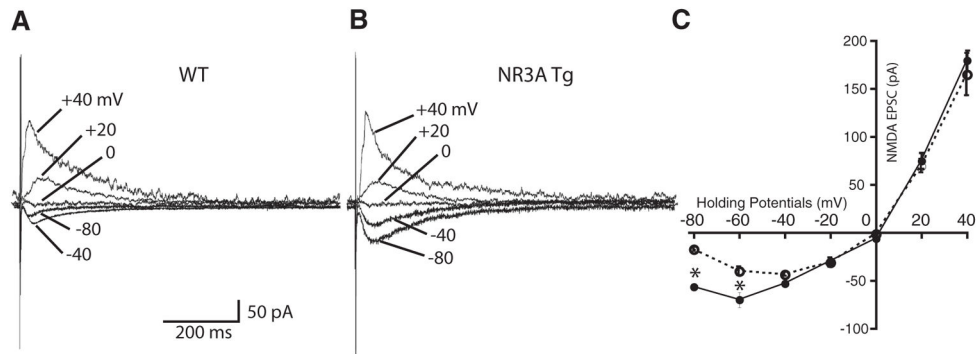 A
WT
+40 mV
+20
0
-80
-40
200 ms
50 pA
B
NR3A Tg
+40 mV
+20
0
-40
-80
C
NMDA EPSC (pA)
200
150
100
50
0
-50
-100
Holding Potentials (mV)
-80 -60 -40 -20 20 40
*
*